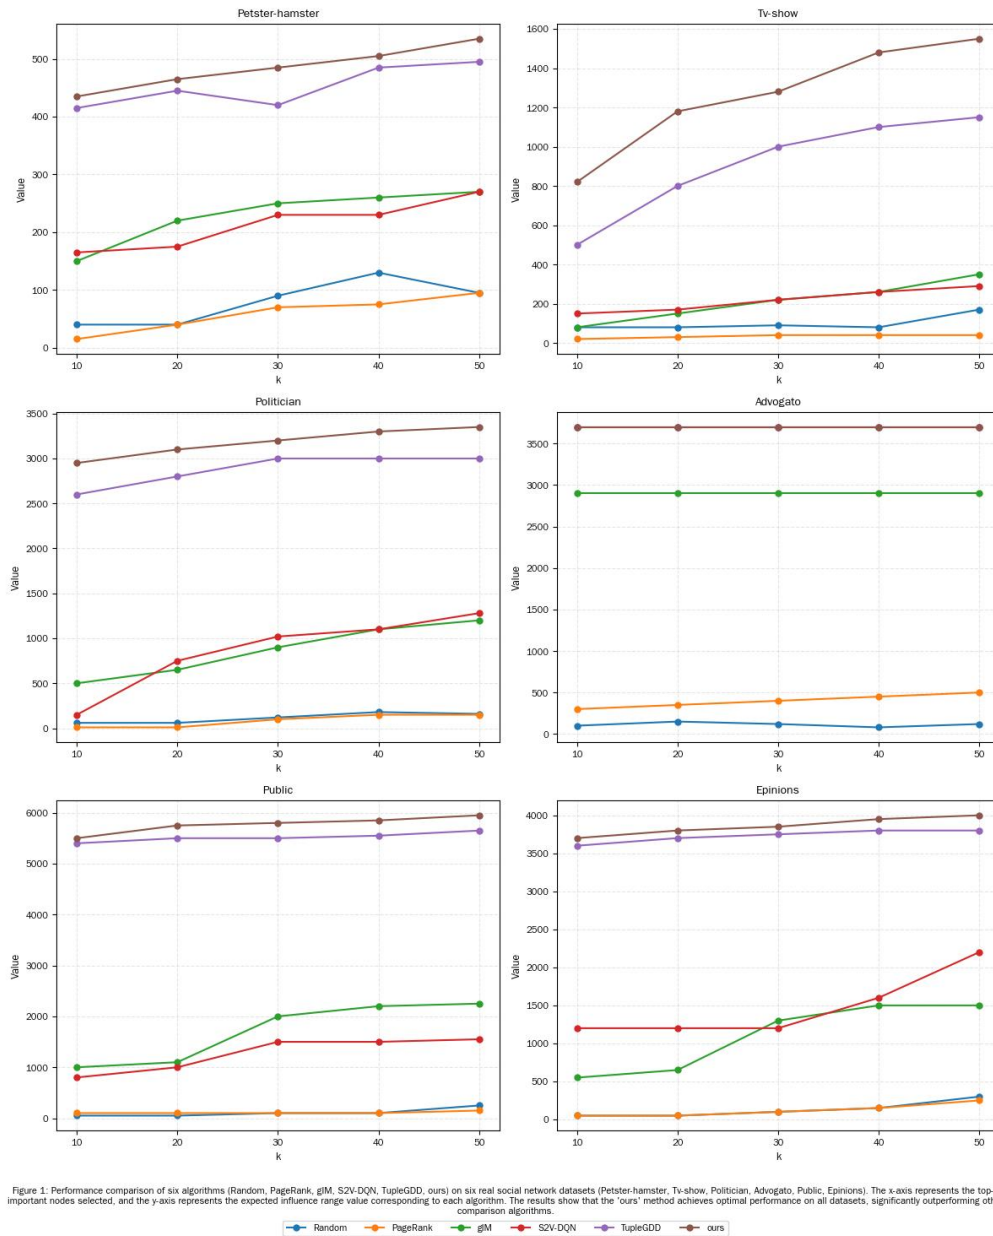 Petster-hamster
500
400
300
200
100
0
Value
10 20 30 40 50
k
Tv-show
1600
1400
1200
1000
800
600
400
200
0
Value
10 20 30 40 50
k
Politician
3500
3000
2500
2000
1500
1000
500
0
Value
10 20 30 40 50
k
Advogato
3500
3000
2500
2000
1500
1000
500
0
Value
10 20 30 40 50
k
Public
6000
5000
4000
3000
2000
1000
0
Value
10 20 30 40 50
k
Epinions
4000
3500
3000
2500
2000
1500
1000
500
0
Value
10 20 30 40 50
k
Figure 1: Performance comparison of six algorithms (Random, PageRank, gIM, S2V-DQN, TupleGDD, ours) on six real social network datasets (Petster-hamster, Tv-show, Politician, Advogato, Public, Epinions). The x-axis represents the top-
important nodes selected, and the y-axis represents the expected influence range value corresponding to each algorithm. The results show that the 'ours' method achieves optimal performance on all datasets, significantly outperforming oth
comparison algorithms.
Random PageRank gIM S2V-DQN TupleGDD ours